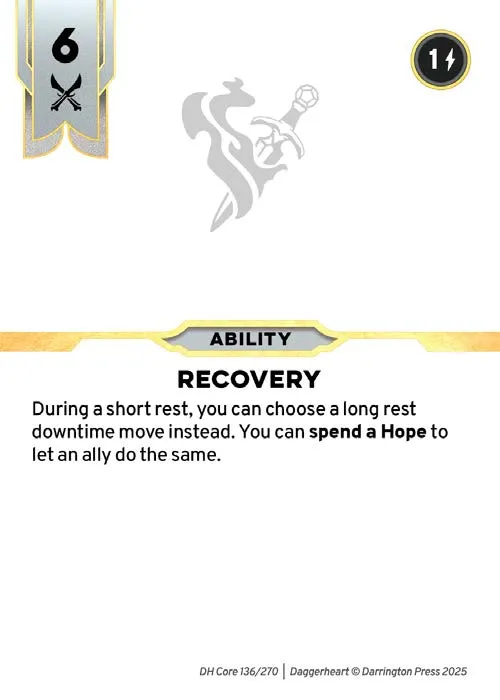 6
1
ABILITY
RECOVERY
During a short rest, you can choose a long rest
downtime move instead. You can spend a Hope to
let an ally do the same.
DH Core 136/270 | Daggerheart © Darrington Press 2025